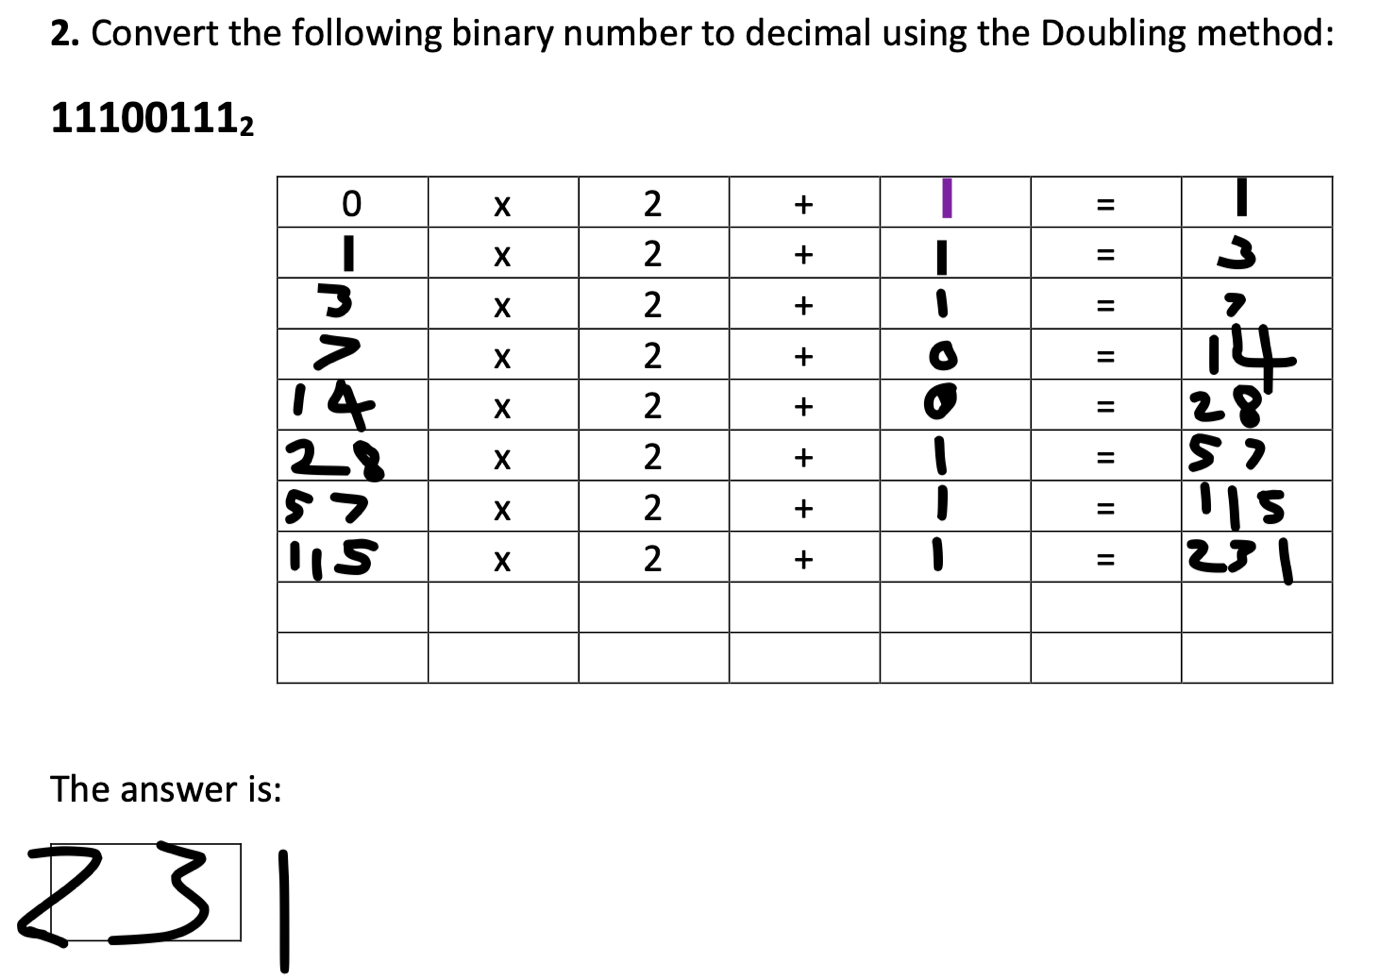 2. Convert the following binary number to decimal using the Doubling method:
11100111₂
0 x 2 + 1 = 1
1 x 2 + 1 = 3
3 x 2 + 1 = 7
7 x 2 + 0 = 14
14 x 2 + 0 = 28
28 x 2 + 1 = 57
57 x 2 + 1 = 115
115 x 2 + 1 = 231
The answer is:
231